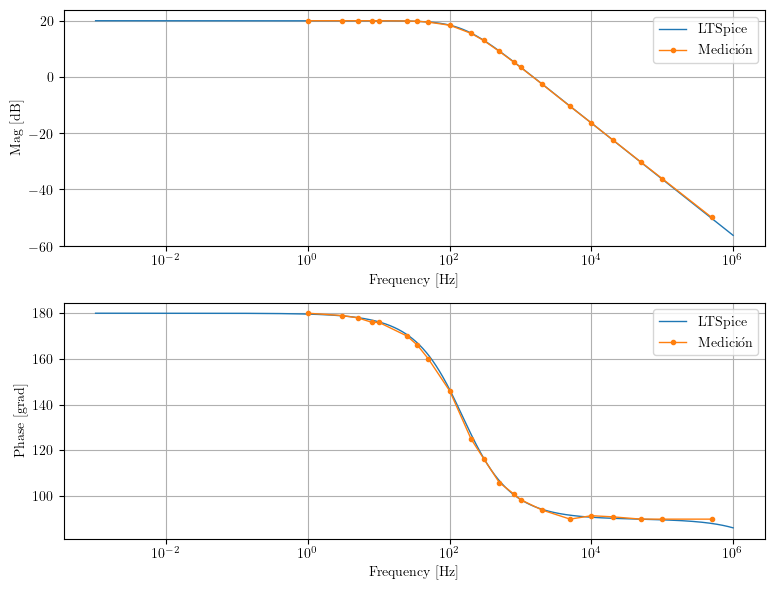 20
0
−20
−40
−60
Mag [dB]
LTSpice
Medición
10^-2
10^0
10^2
10^4
10^6
Frequency [Hz]
180
160
140
120
100
Phase [grad]
LTSpice
Medición
10^-2
10^0
10^2
10^4
10^6
Frequency [Hz]